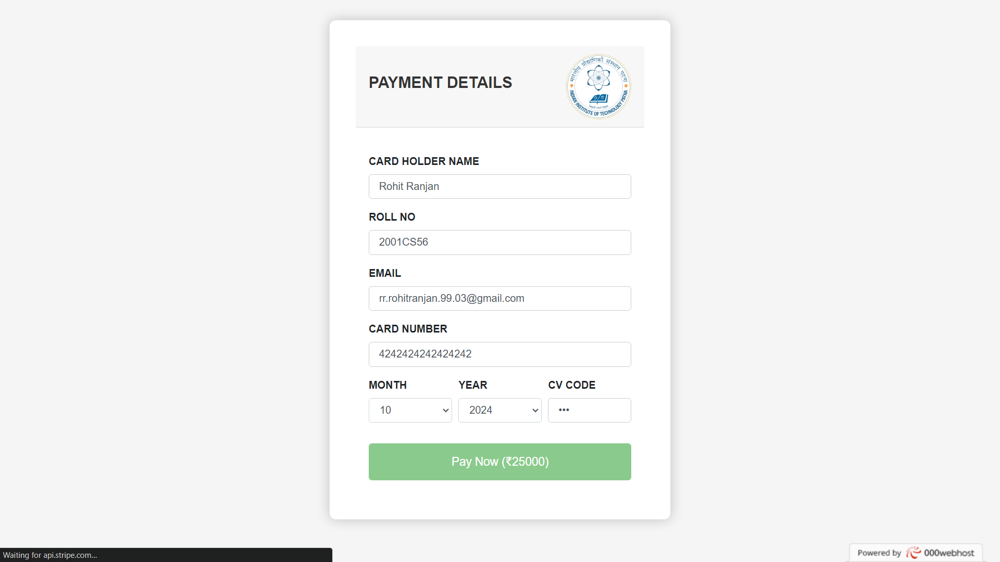 PAYMENT DETAILS
भारतीय प्रौद्योगिकी संस्थान पटना
INDIAN INSTITUTE OF TECHNOLOGY PATNA
CARD HOLDER NAME
Rohit Ranjan
ROLL NO
2001CS56
EMAIL
rr.rohitranjan.99.03@gmail.com
CARD NUMBER
4242424242424242
MONTH YEAR CV CODE
10 2024 •••
Pay Now (₹25000)
Waiting for api.stripe.com...
Powered by 000webhost